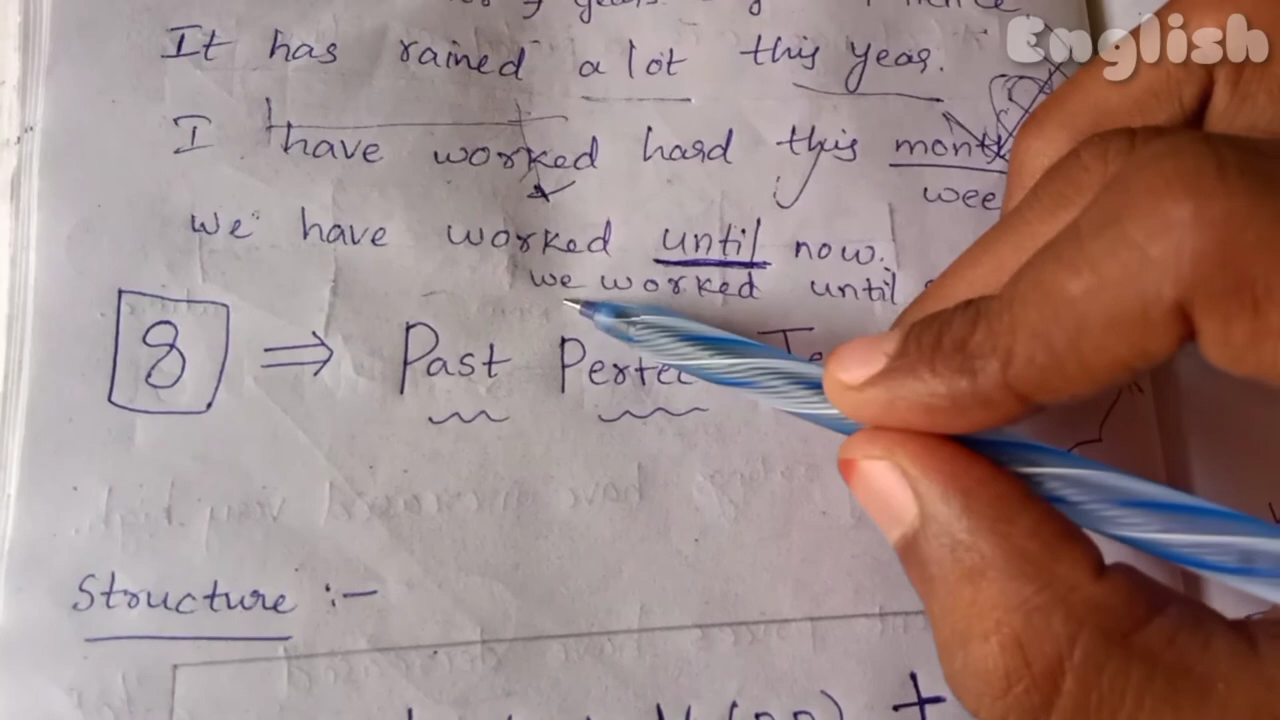 English
It has rained a lot this year.
I have worked hard this month
wee
we have worked until now.
we worked until
8 ⇒ Past Perfec Te
Structure :-